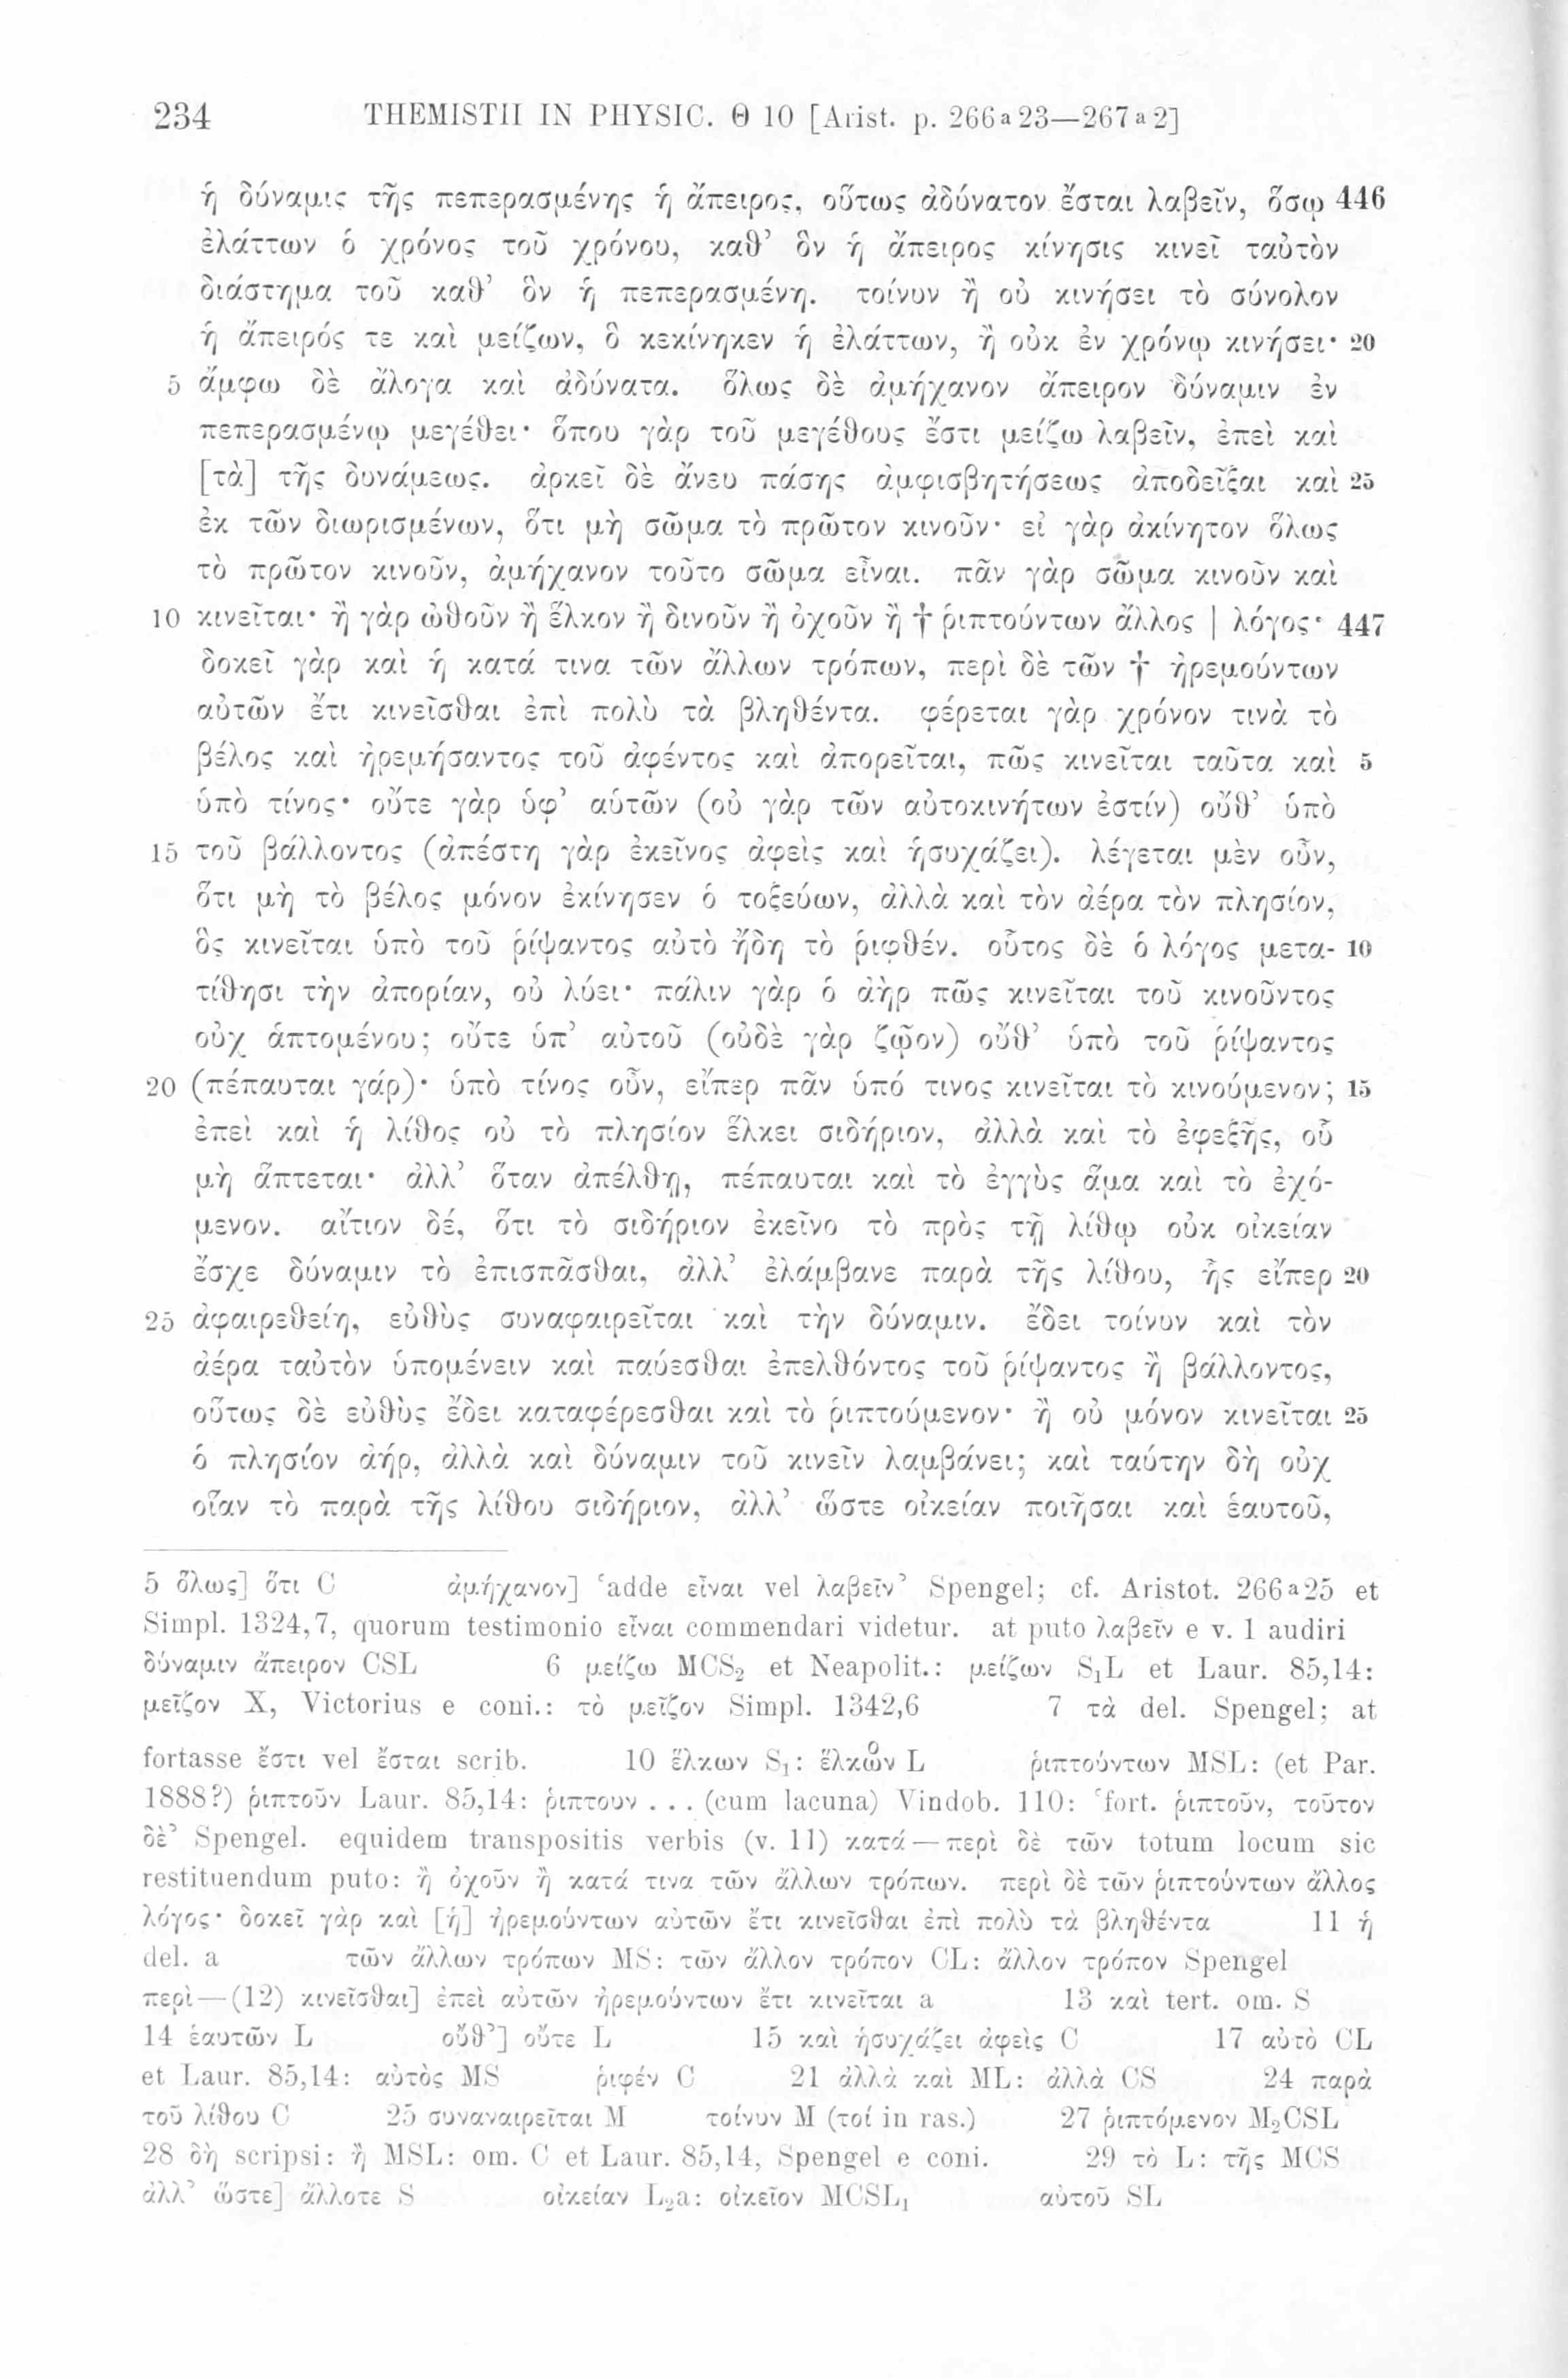 234 THEMISTII IN PHYSIC. Θ 10 [Arist. p. 266 a 23—267 a 2]
ἡ δύναμις τῆς πεπερασμένης ἡ ἄπειρος, οὕτως ἀδύνατον ἔσται λαβεῖν, ὅσῳ 446
ἐλάττων ὁ χρόνος τοῦ χρόνου, καθ’ ὃν ἡ ἄπειρος κίνησις κινεῖ ταὐτὸν
διάστημα τοῦ καθ’ ὃν ἡ πεπερασμένη. τοίνυν ἢ οὐ κινήσει τὸ σύνολον
ἡ ἄπειρός τε καὶ μείζων, ὃ κεκίνηκεν ἡ ἐλάττων, ἢ οὐκ ἐν χρόνῳ κινήσει· 20
5 ἄμφω δὲ ἄλογα καὶ ἀδύνατα. ὅλως δὲ ἀμήχανον ἄπειρον δύναμιν ἐν
πεπερασμένῳ μεγέθει· ὅπου γὰρ τοῦ μεγέθους ἔστι μείζω λαβεῖν, ἐπεὶ καὶ
[τὰ] τῆς δυνάμεως. ἀρκεῖ δὲ ἄνευ πάσης ἀμφισβητήσεως ἀποδεῖξαι καὶ 25
ἐκ τῶν διωρισμένων, ὅτι μὴ σῶμα τὸ πρῶτον κινοῦν· εἰ γὰρ ἀκίνητον ὅλως
τὸ πρῶτον κινοῦν, ἀμήχανον τοῦτο σῶμα εἶναι. πᾶν γὰρ σῶμα κινοῦν καὶ
10 κινεῖται· ἢ γὰρ ὠθοῦν ἢ ἕλκον ἢ δινοῦν ἢ ὀχοῦν ἢ † ῥιπτούντων ἄλλος | λόγος· 447
δοκεῖ γὰρ καὶ ἡ κατά τινα τῶν ἄλλων τρόπων, περὶ δὲ τῶν † ἠρεμούντων
αὐτῶν ἔτι κινεῖσθαι ἐπὶ πολὺ τὰ βληθέντα. φέρεται γὰρ χρόνον τινὰ τὸ
βέλος καὶ ἠρεμήσαντος τοῦ ἀφέντος καὶ ἀπορεῖται, πῶς κινεῖται ταῦτα καὶ 5
ὑπὸ τίνος· οὔτε γὰρ ὑφ’ αὑτῶν (οὐ γὰρ τῶν αὐτοκινήτων ἐστίν) οὔθ’ ὑπὸ
15 τοῦ βάλλοντος (ἀπέστη γὰρ ἐκεῖνος ἀφεὶς καὶ ἡσυχάζει). λέγεται μὲν οὖν,
ὅτι μὴ τὸ βέλος μόνον ἐκίνησεν ὁ τοξεύων, ἀλλὰ καὶ τὸν ἀέρα τὸν πλησίον,
ὃς κινεῖται ὑπὸ τοῦ ῥίψαντος αὐτὸ ἤδη τὸ ῥιφθέν. οὗτος δὲ ὁ λόγος μετα- 10
τίθησι τὴν ἀπορίαν, οὐ λύει· πάλιν γὰρ ὁ ἀὴρ πῶς κινεῖται τοῦ κινοῦντος
οὐχ ἁπτομένου; οὔτε ὑπ’ αὐτοῦ (οὐδὲ γὰρ ζῷον) οὔθ’ ὑπὸ τοῦ ῥίψαντος
20 (πέπαυται γάρ)· ὑπὸ τίνος οὖν, εἴπερ πᾶν ὑπό τινος κινεῖται τὸ κινούμενον; 15
ἐπεὶ καὶ ἡ λίθος οὐ τὸ πλησίον ἕλκει σιδήριον, ἀλλὰ καὶ τὸ ἐφεξῆς, οὗ
μὴ ἅπτεται· ἀλλ’ ὅταν ἀπέλθῃ, πέπαυται καὶ τὸ ἐγγὺς ἅμα καὶ τὸ ἐχό-
μενον. αἴτιον δέ, ὅτι τὸ σιδήριον ἐκεῖνο τὸ πρὸς τῇ λίθῳ οὐκ οἰκείαν
ἔσχε δύναμιν τὸ ἐπισπᾶσθαι, ἀλλ’ ἐλάμβανε παρὰ τῆς λίθου, ἧς εἴπερ 20
25 ἀφαιρεθείη, εὐθὺς συναφαιρεῖται καὶ τὴν δύναμιν. ἔδει τοίνυν καὶ τὸν
ἀέρα ταὐτὸν ὑπομένειν καὶ παύεσθαι ἐπελθόντος τοῦ ῥίψαντος ἢ βάλλοντος,
οὕτως δὲ εὐθὺς ἔδει καταφέρεσθαι καὶ τὸ ῥιπτούμενον· ἢ οὐ μόνον κινεῖται 25
ὁ πλησίον ἀήρ, ἀλλὰ καὶ δύναμιν τοῦ κινεῖν λαμβάνει; καὶ ταύτην δὴ οὐχ
οἵαν τὸ παρὰ τῆς λίθου σιδήριον, ἀλλ’ ὥστε οἰκείαν ποιῆσαι καὶ ἑαυτοῦ,
5 ὅλως] ὅτι C ἀμήχανον] ‘adde εἶναι vel λαβεῖν’ Spengel; cf. Aristot. 266 a 25 et
Simpl. 1324,7, quorum testimonio εἶναι commendari videtur. at puto λαβεῖν e v. 1 audiri
δύναμιν ἄπειρον CSL 6 μείζω MCS₂ et Neapolit.: μείζων S₁L et Laur. 85,14:
μεῖζον X, Victorius e coni.: τὸ μεῖζον Simpl. 1342,6 7 τὰ del. Spengel; at
fortasse ἔστι vel ἔσται scrib. 10 ἕλκων S₁: ἕλκῶν L ῥιπτούντων MSL: (et Par.
1888?) ῥιπτοῦν Laur. 85,14: ῥιπτουν . . . (cum lacuna) Vindob. 110: ‘fort. ῥιπτοῦν, τοῦτον
δὲ’ Spengel. equidem transpositis verbis (v. 11) κατά — περὶ δὲ τῶν totum locum sic
restituendum puto: ἢ ὀχοῦν ἢ κατά τινα τῶν ἄλλων τρόπων. περὶ δὲ τῶν ῥιπτούντων ἄλλος
λόγος· δοκεῖ γὰρ καὶ [ἡ] ἠρεμούντων αὐτῶν ἔτι κινεῖσθαι ἐπὶ πολὺ τὰ βληθέντα 11 ἡ
del. a τῶν ἄλλων τρόπων MS: τῶν ἄλλον τρόπον CL: ἄλλον τρόπον Spengel
περὶ — (12) κινεῖσθαι] ἐπεὶ αὐτῶν ἠρεμούντων ἔτι κινεῖται a 13 καὶ tert. om. S
14 ἑαυτῶν L οὔθ’] οὔτε L 15 καὶ ἡσυχάζει ἀφεὶς C 17 αὐτὸ CL
et Laur. 85,14: αὐτὸς MS ῥιφέν C 21 ἀλλὰ καὶ ML: ἀλλὰ CS 24 παρὰ
τοῦ λίθου C 25 συναναιρεῖται M τοίνυν M (τοί in ras.) 27 ῥιπτόμενον M₂CSL
28 δὴ scripsi: ἢ MSL: om. C et Laur. 85,14, Spengel e coni. 29 τὸ L: τῆς MCS
ἀλλ’ ὥστε] ἄλλοτε S οἰκείαν L₂a: οἰκεῖον MCSL₁ αὐτοῦ SL